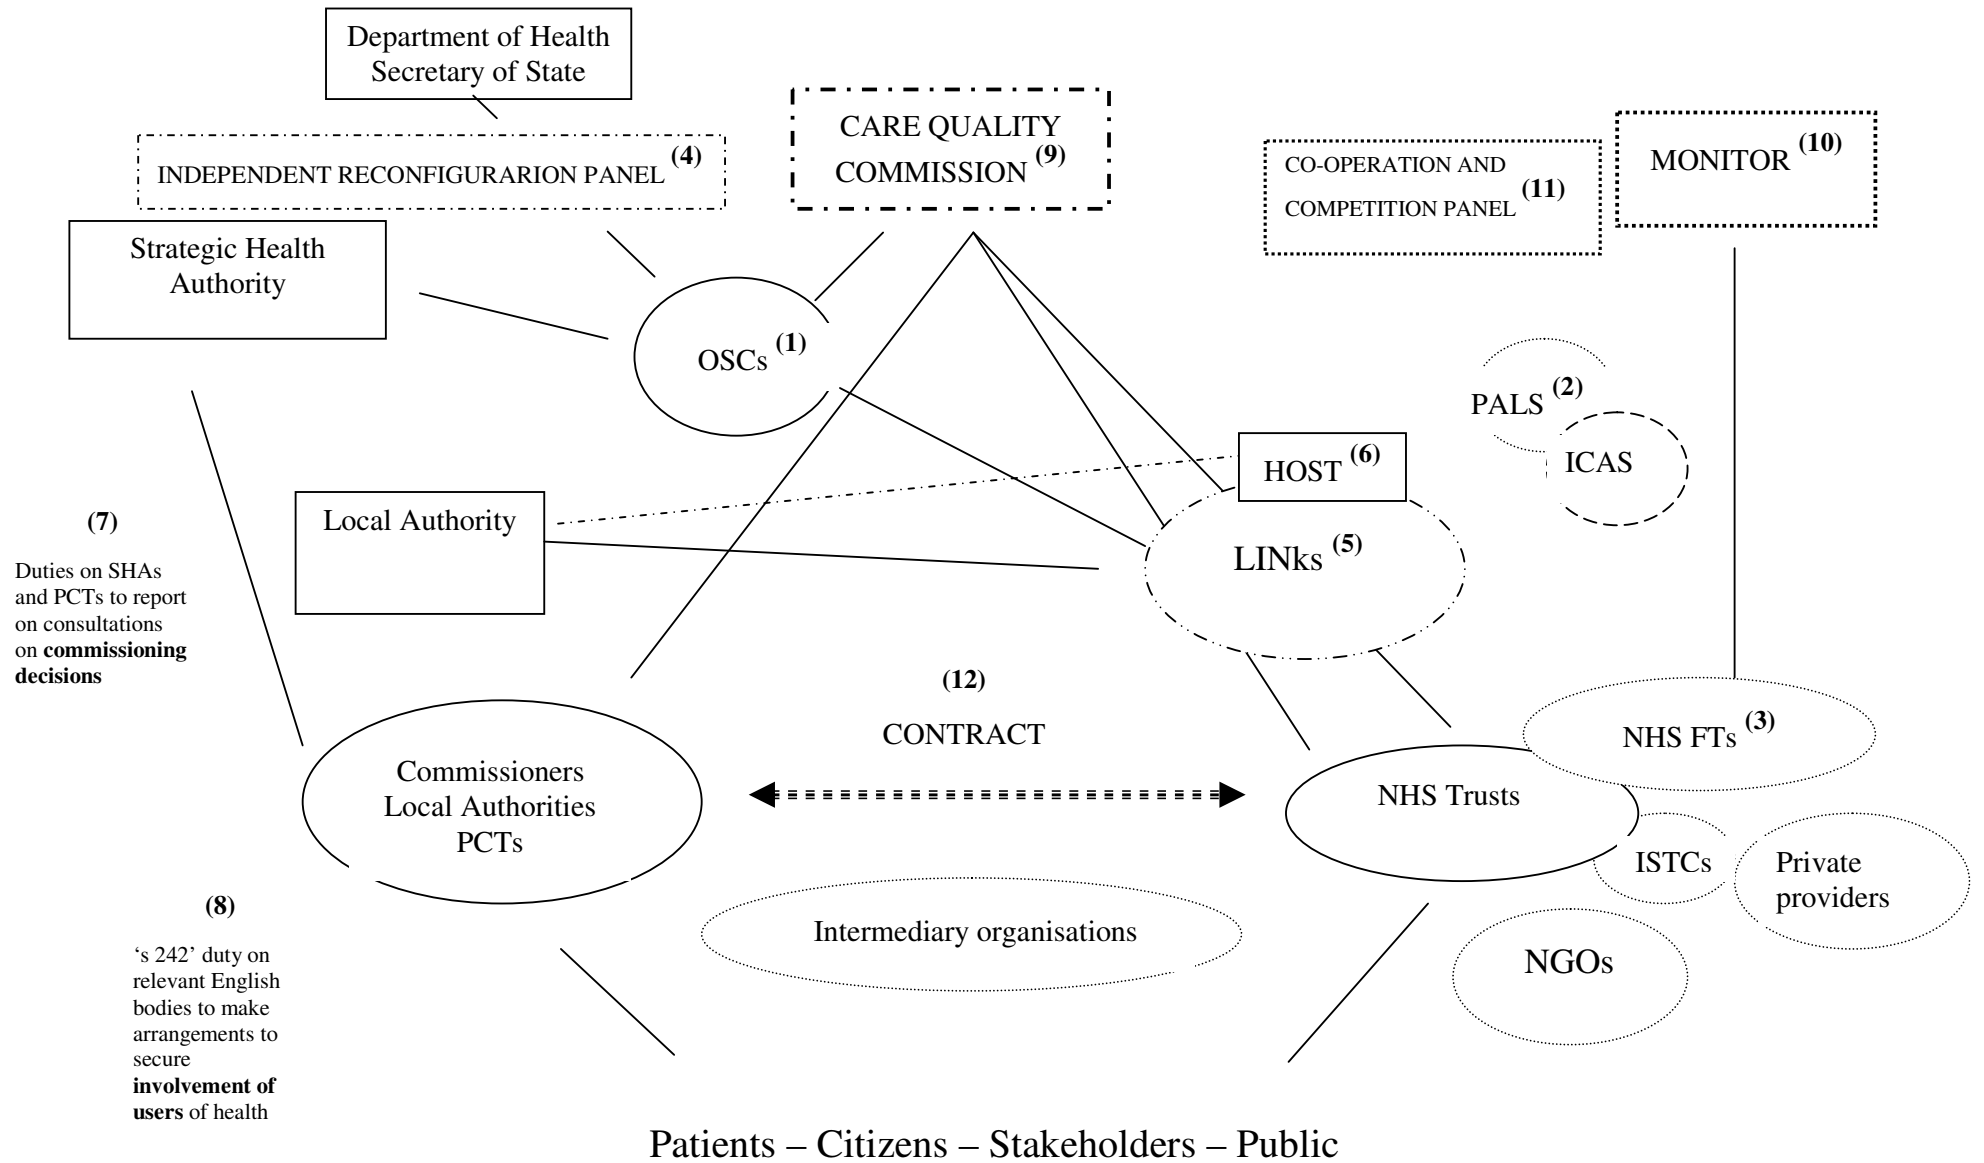 Department of Health
Secretary of State
CARE QUALITY
COMMISSION (9)
INDEPENDENT RECONFIGURARION PANEL (4)
CO-OPERATION AND
COMPETITION PANEL (11)
MONITOR (10)
Strategic Health
Authority
OSCs (1)
PALS (2)
ICAS
HOST (6)
Local Authority
LINks (5)
(7)
Duties on SHAs
and PCTs to report
on consultations
on commissioning
decisions
(12)
CONTRACT
NHS FTs (3)
Commissioners
Local Authorities
PCTs
NHS Trusts
ISTCs
Private
providers
Intermediary organisations
NGOs
(8)
‘s 242’ duty on
relevant English
bodies to make
arrangements to
secure
involvement of
users of health
Patients – Citizens – Stakeholders – Public